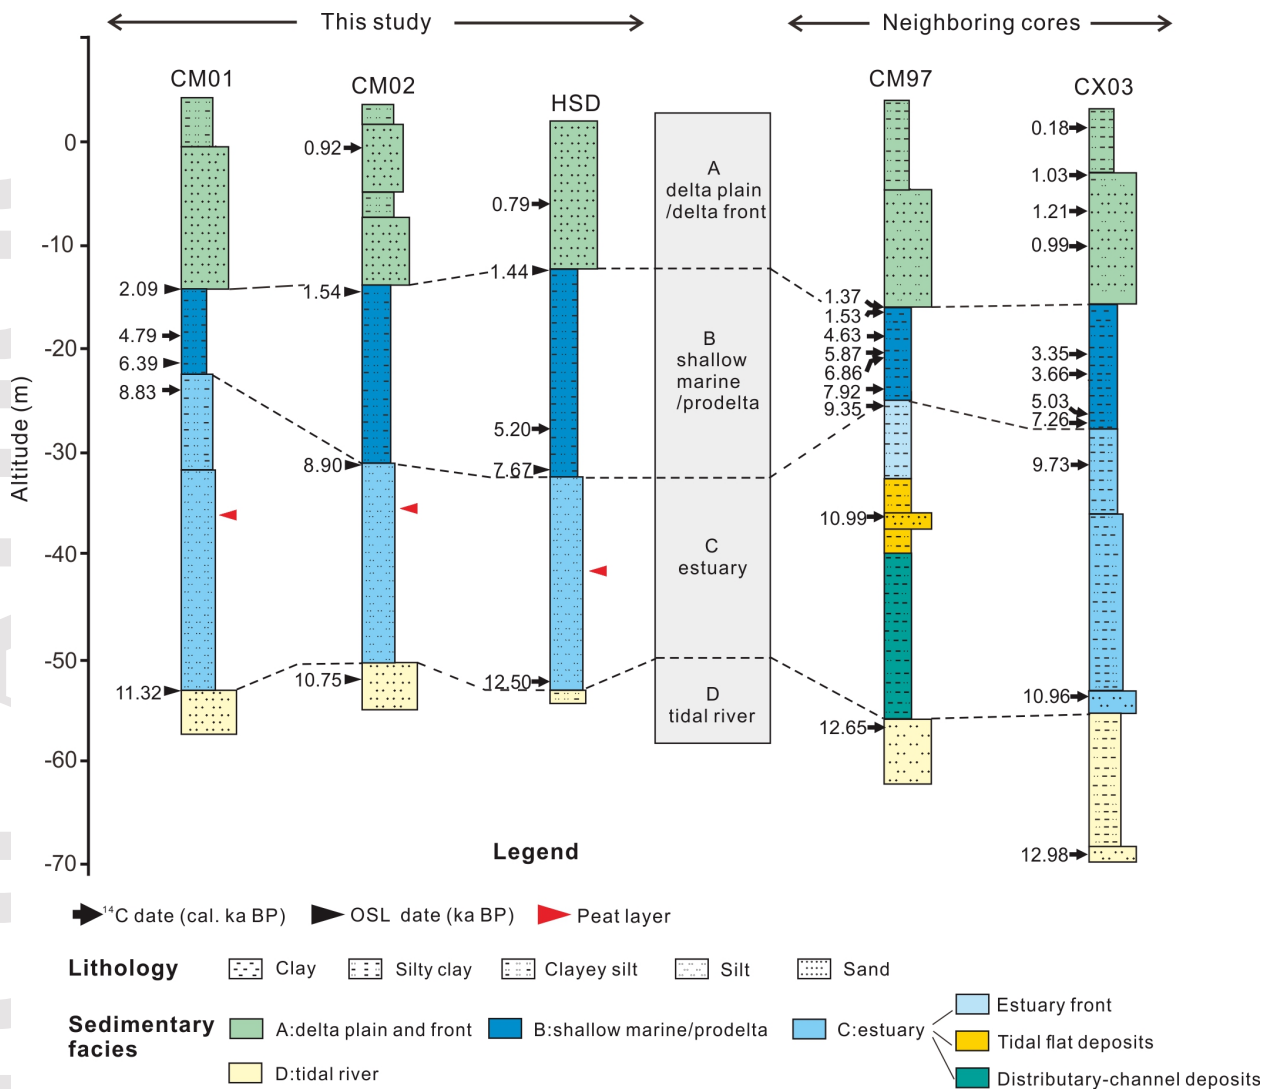 This study
Neighboring cores
CM01
CM02
HSD
CM97
CX03
0
-10
-20
-30
-40
-50
-60
-70
Altitude (m)
2.09
4.79
6.39
8.83
11.32
0.92
1.54
8.90
10.75
0.79
1.44
5.20
7.67
12.50
A
delta plain
/delta front
B
shallow
marine
/prodelta
C
estuary
D
tidal river
1.37
1.53
4.63
5.87
6.86
7.92
9.35
10.99
12.65
0.18
1.03
1.21
0.99
3.35
3.66
5.03
7.26
9.73
10.96
12.98
Legend
14C date (cal. ka BP)
OSL date (ka BP)
Peat layer
Lithology
Clay
Silty clay
Clayey silt
Silt
Sand
Sedimentary
facies
A:delta plain and front
B:shallow marine/prodelta
C:estuary
Estuary front
Tidal flat deposits
Distributary-channel deposits
D:tidal river